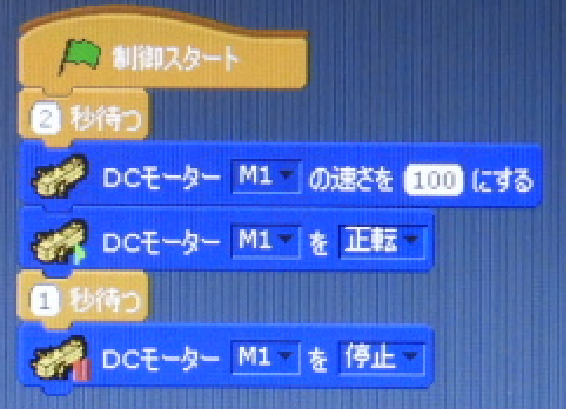 制御スタート
2 秒待つ
DCモーター M1 の速さを 100 にする
DCモーター M1 を 正転
1 秒待つ
DCモーター M1 を 停止